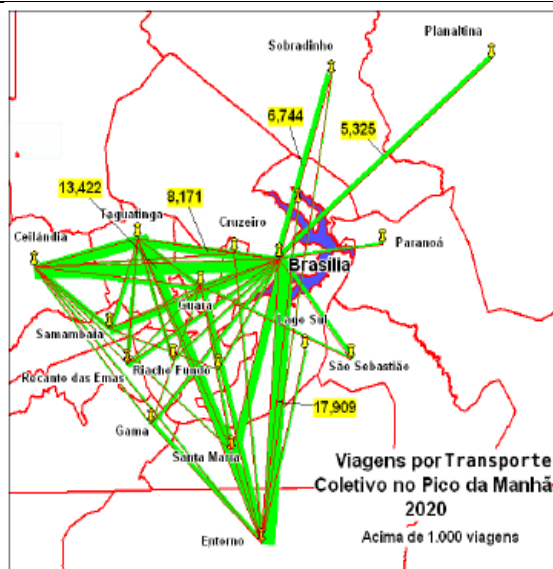 Planaltina
Sobradinho
6,744
5,325
13,422
8,171
Taguatinga
Cruzeiro
Ceilândia
Paranoá
Brasília
Guará
Lago Sul
Samambaia
São Sebastião
Recanto das Emas
Riacho Fundo
17,909
Gama
Santa Maria
Viagens por Transporte
Coletivo no Pico da Manhã
2020
Entorno
Acima de 1.000 viagens